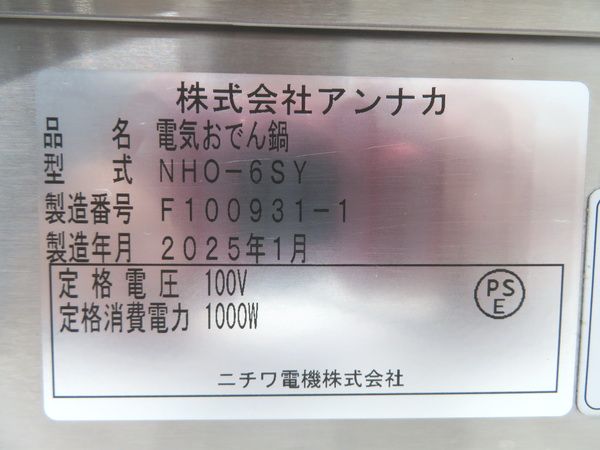 株式会社アンナカ
品名 電気おでん鍋
型式 NHO-6SY
製造番号 F100931-1
製造年月 2025年1月
定格電圧 100V
定格消費電力 1000W
PS
E
ニチワ電機株式会社